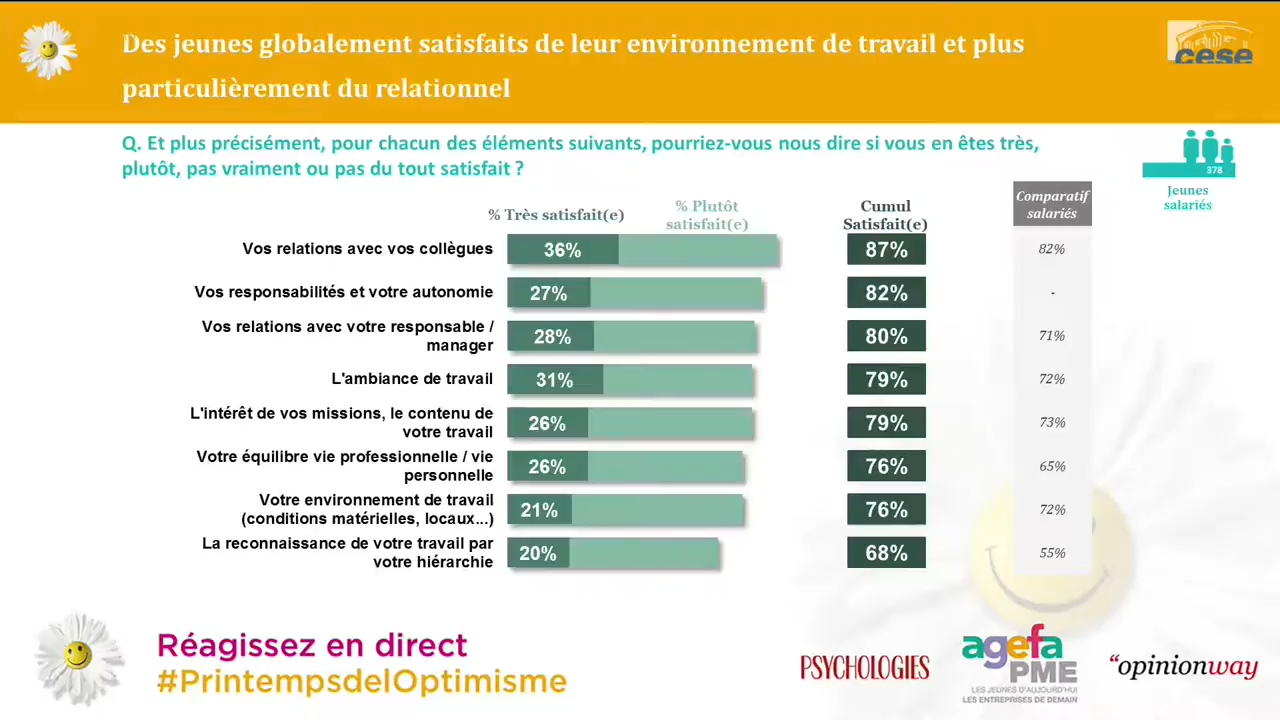 Des jeunes globalement satisfaits de leur environnement de travail et plus
particulièrement du relationnel
cese
Q. Et plus précisément, pour chacun des éléments suivants, pourriez-vous nous dire si vous en êtes très,
plutôt, pas vraiment ou pas du tout satisfait ?
378
Jeunes
salariés
% Très satisfait(e)
% Plutôt
satisfait(e)
Cumul
Satisfait(e)
Comparatif
salariés
Vos relations avec vos collègues 36% 87% 82%
Vos responsabilités et votre autonomie 27% 82% -
Vos relations avec votre responsable /
manager 28% 80% 71%
L'ambiance de travail 31% 79% 72%
L'intérêt de vos missions, le contenu de
votre travail 26% 79% 73%
Votre équilibre vie professionnelle / vie
personnelle 26% 76% 65%
Votre environnement de travail
(conditions matérielles, locaux...) 21% 76% 72%
La reconnaissance de votre travail par
votre hiérarchie 20% 68% 55%
Réagissez en direct
#PrintempsdelOptimisme
PSYCHOLOGIES
agefa
PME
LES JEUNES D'AUJOURD'HUI
LES ENTREPRISES DE DEMAIN
“opinionway